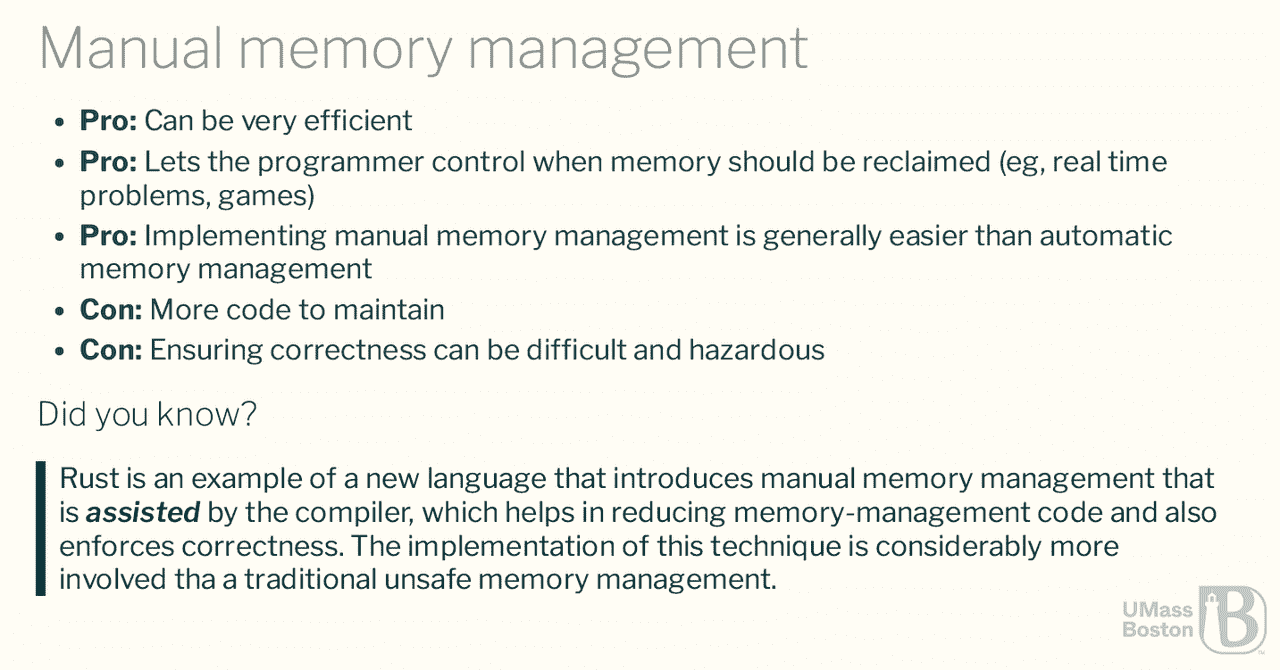 Manual memory management
• Pro: Can be very efficient
• Pro: Lets the programmer control when memory should be reclaimed (eg, real time
problems, games)
• Pro: Implementing manual memory management is generally easier than automatic
memory management
• Con: More code to maintain
• Con: Ensuring correctness can be difficult and hazardous
Did you know?
Rust is an example of a new language that introduces manual memory management that
is assisted by the compiler, which helps in reducing memory-management code and also
enforces correctness. The implementation of this technique is considerably more
involved tha a traditional unsafe memory management.
UMass
Boston
B
™